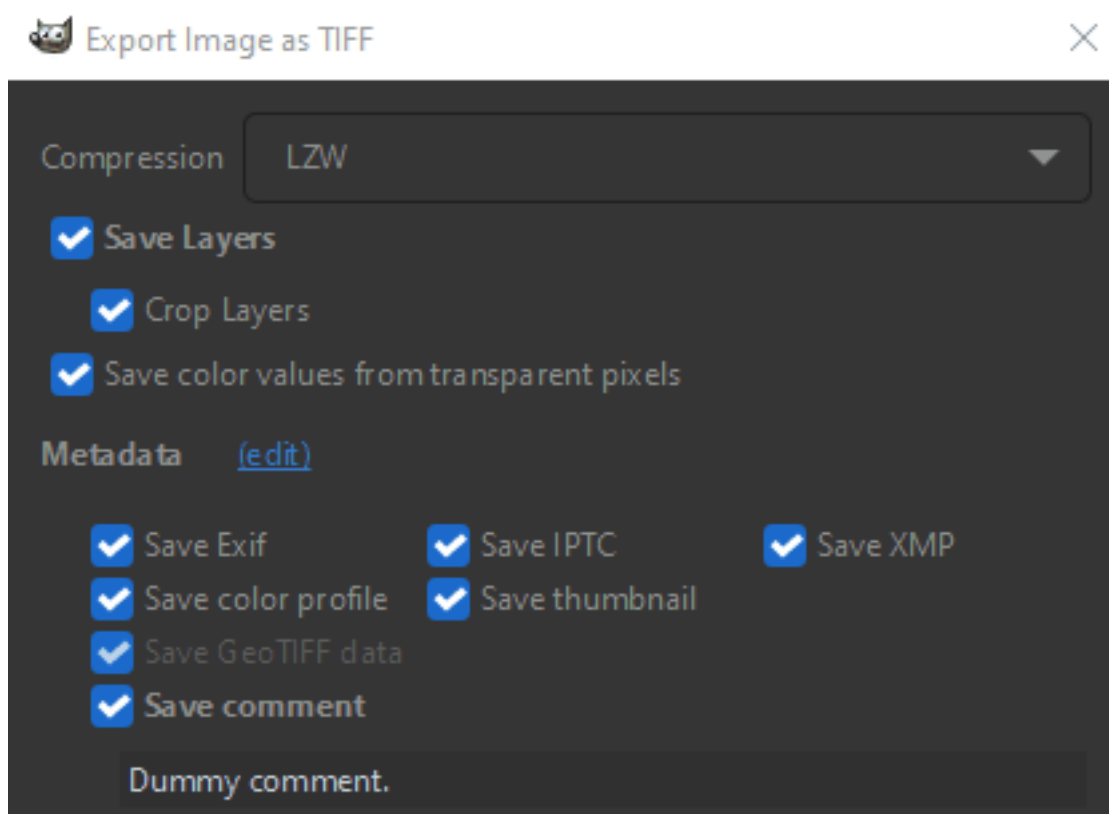 Export Image as TIFF
Compression LZW
Save Layers
Crop Layers
Save color values from transparent pixels
Metadata (edit)
Save Exif Save IPTC Save XMP
Save color profile Save thumbnail
Save GeoTIFF data
Save comment
Dummy comment.